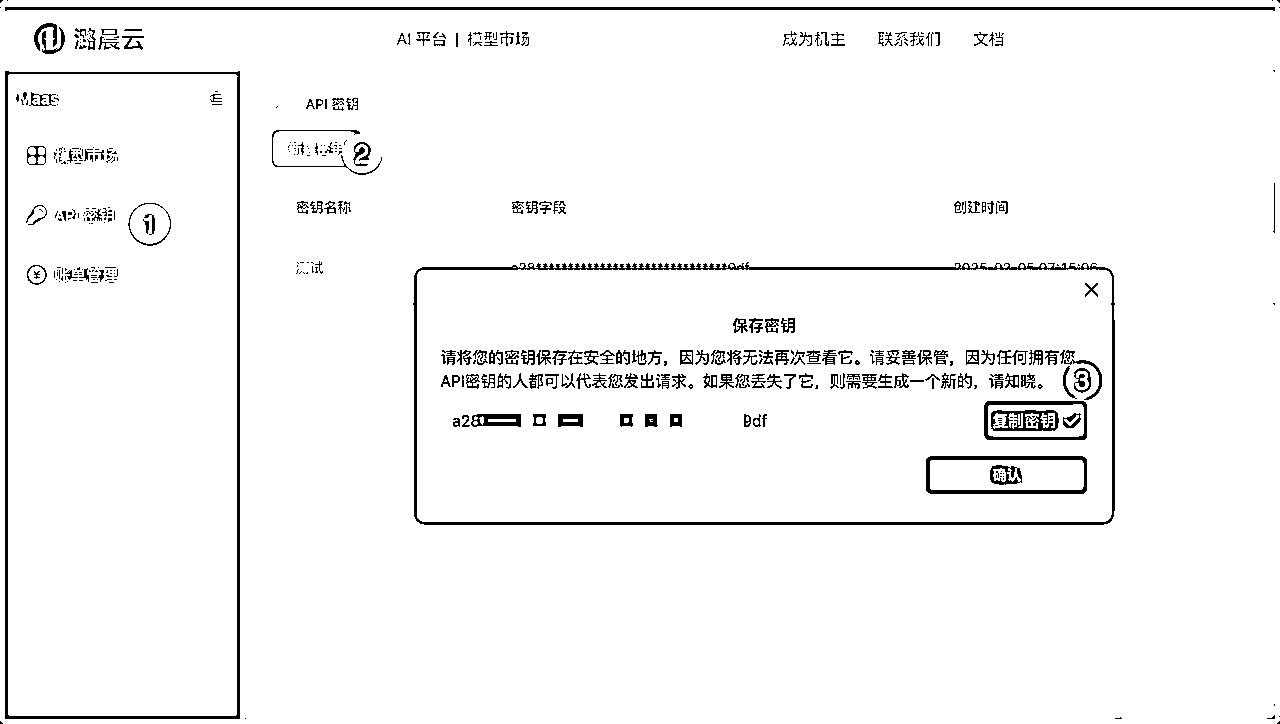 潞晨云
AI 平台 | 模型市场
成为机主
联系我们
文档
Maas
模型市场
API 密钥
账单管理
1
API 密钥
2
密钥名称
密钥字段
创建时间
测试
a28****************************9df
2025-02-05 07:15:06
保存密钥
请将您的密钥保存在安全的地方，因为您将无法再次查看它。请妥善保管，因为任何拥有您
API密钥的人都可以代表您发出请求。如果您丢失了它，则需要生成一个新的，请知晓。
3
a28
9df
复制密钥
确认